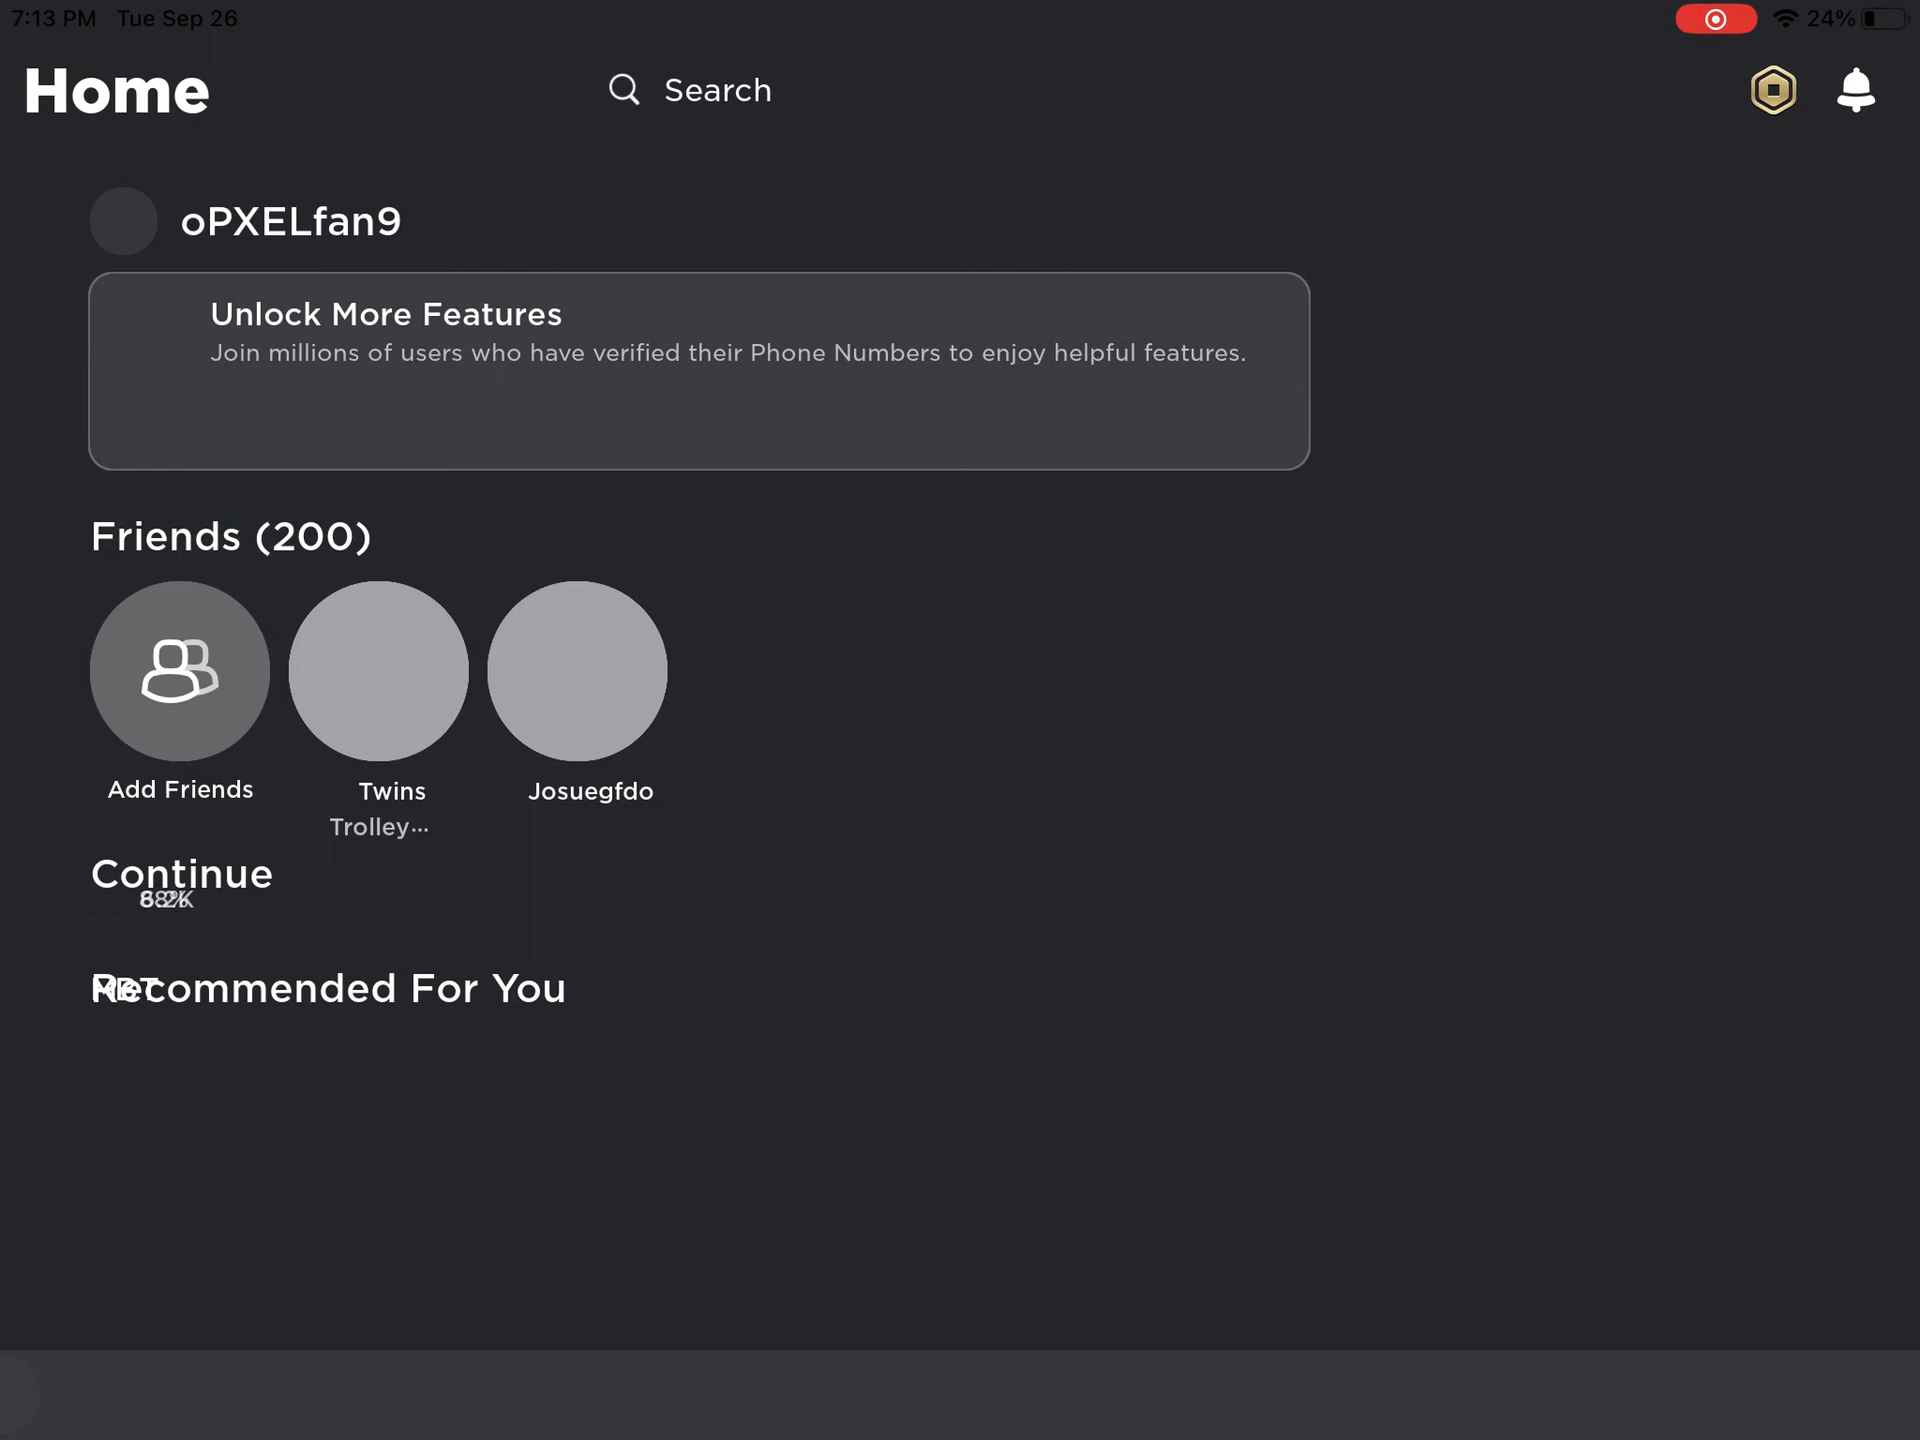 7:13 PM Tue Sep 26
24%
Home
Search
oPXELfan9
Unlock More Features
Join millions of users who have verified their Phone Numbers to enjoy helpful features.
Friends (200)
Add Friends
Twins
Josuegfdo
Trolley...
Continue
Recommended For You